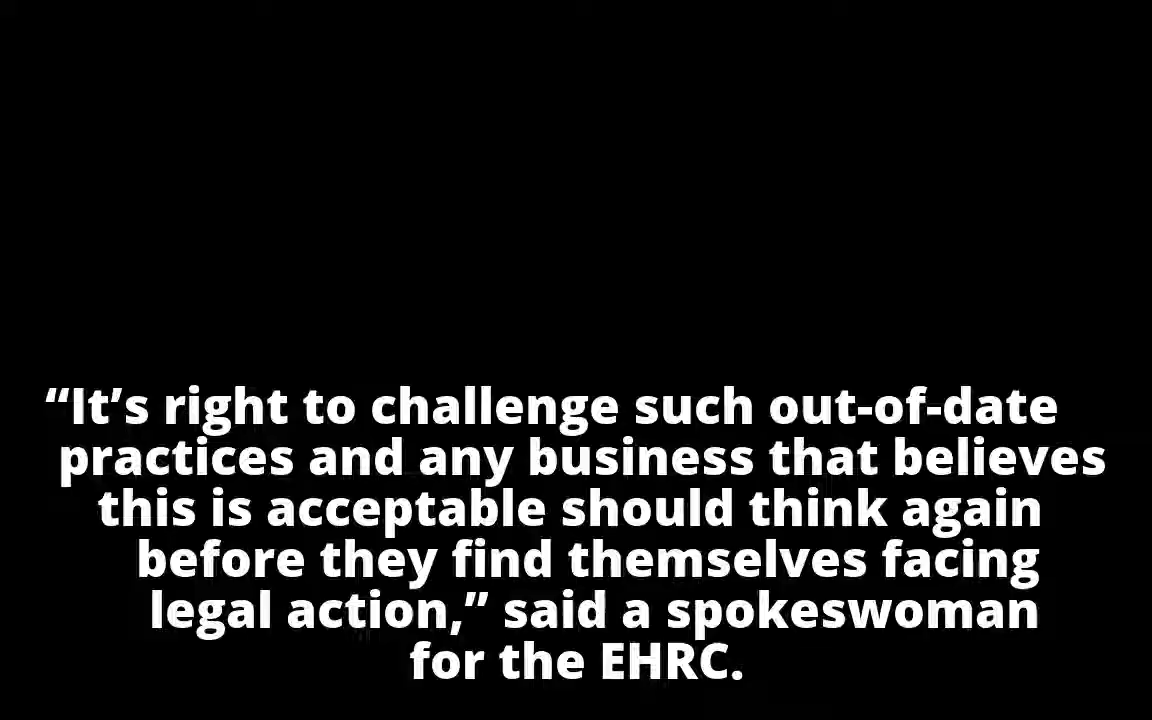 “It’s right to challenge such out-of-date
practices and any business that believes
this is acceptable should think again
before they find themselves facing
legal action,” said a spokeswoman
for the EHRC.